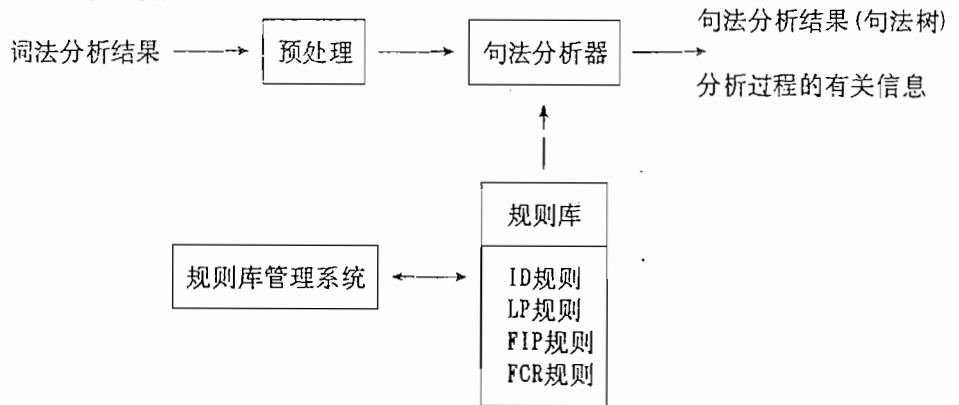 句法分析结果(句法树)
词法分析结果
预处理
句法分析器
分析过程的有关信息
规则库
规则库管理系统
ID规则
LP规则
FIP规则
FCR规则